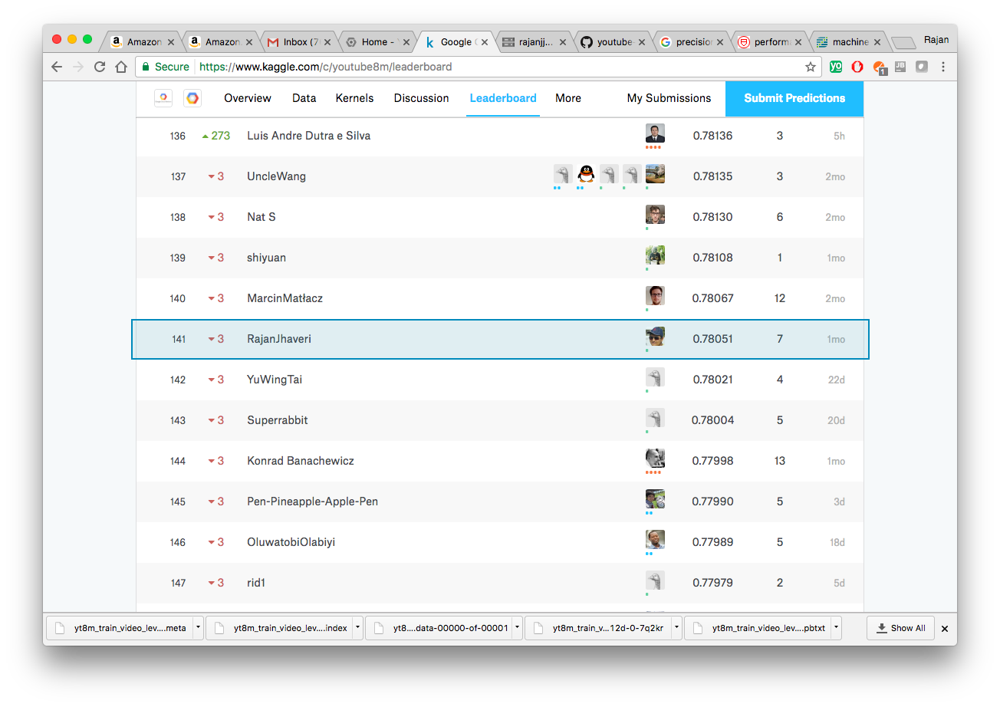 Amazon Amazon Inbox (7 Home - Google rajanjj... youtube- precision perform machine Rajan
Secure https://www.kaggle.com/c/youtube8m/leaderboard YO 1 JB
Overview Data Kernels Discussion Leaderboard More My Submissions Submit Predictions
136 273 Luis Andre Dutra e Silva 0.78136 3 5h
137 3 UncleWang 0.78135 3 2mo
138 3 Nat S 0.78130 6 2mo
139 3 shiyuan 0.78108 1 1mo
140 3 MarcinMatłacz 0.78067 12 2mo
141 3 RajanJhaveri 0.78051 7 1mo
142 3 YuWingTai 0.78021 4 22d
143 3 Superrabbit 0.78004 5 20d
144 3 Konrad Banachewicz 0.77998 13 1mo
145 3 Pen-Pineapple-Apple-Pen 0.77990 5 3d
146 3 OluwatobiOlabiyi 0.77989 5 18d
147 3 rid1 0.77979 2 5d
yt8m_train_video_lev....meta yt8m_train_video_lev....index yt8....data-00000-of-00001 yt8m_train_v...12d-0-7q2kr yt8m_train_video_lev....pbtxt Show All